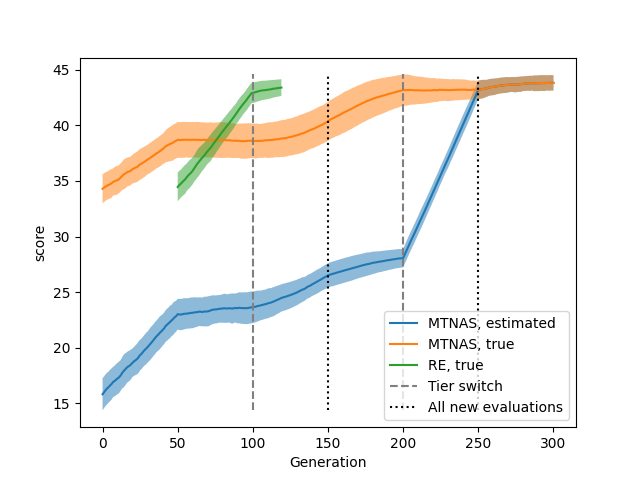 45
40
35
30
25
20
15
score
0
50
100
150
200
250
300
Generation
MTNAS, estimated
MTNAS, true
RE, true
Tier switch
All new evaluations